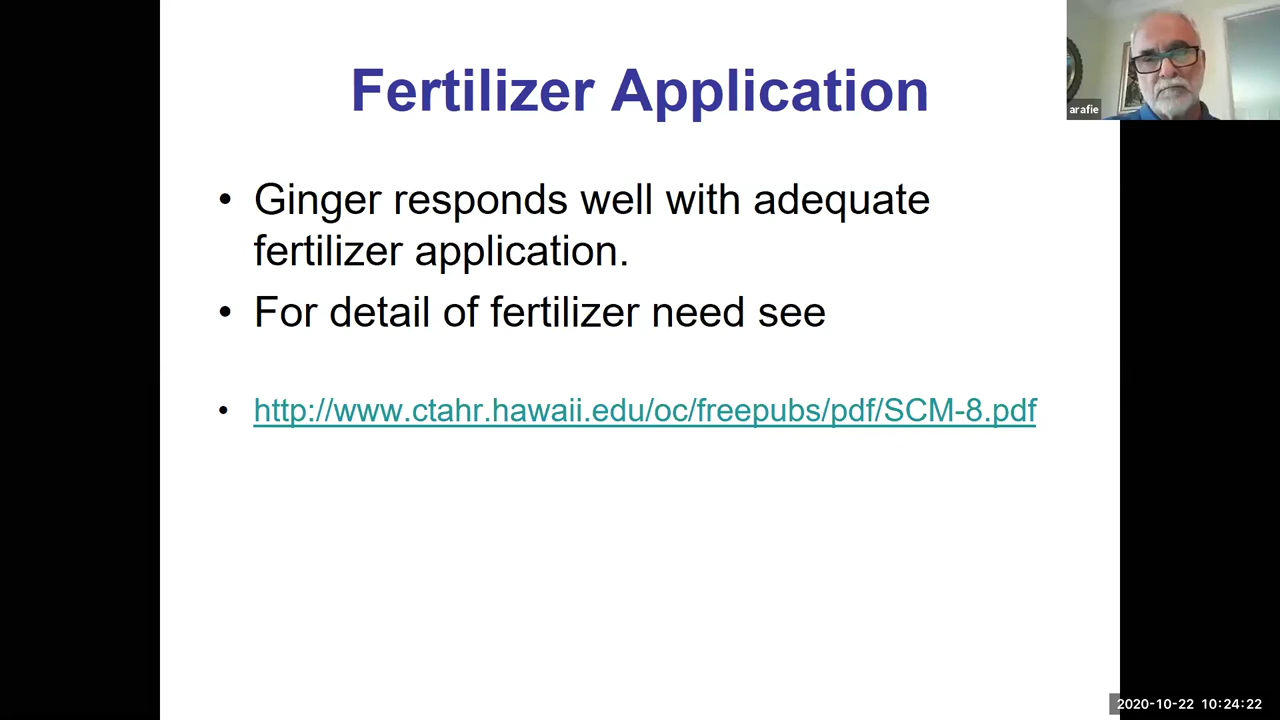 Fertilizer Application
• Ginger responds well with adequate
fertilizer application.
• For detail of fertilizer need see
• http://www.ctahr.hawaii.edu/oc/freepubs/pdf/SCM-8.pdf
arafie
2020-10-22 10:24:22